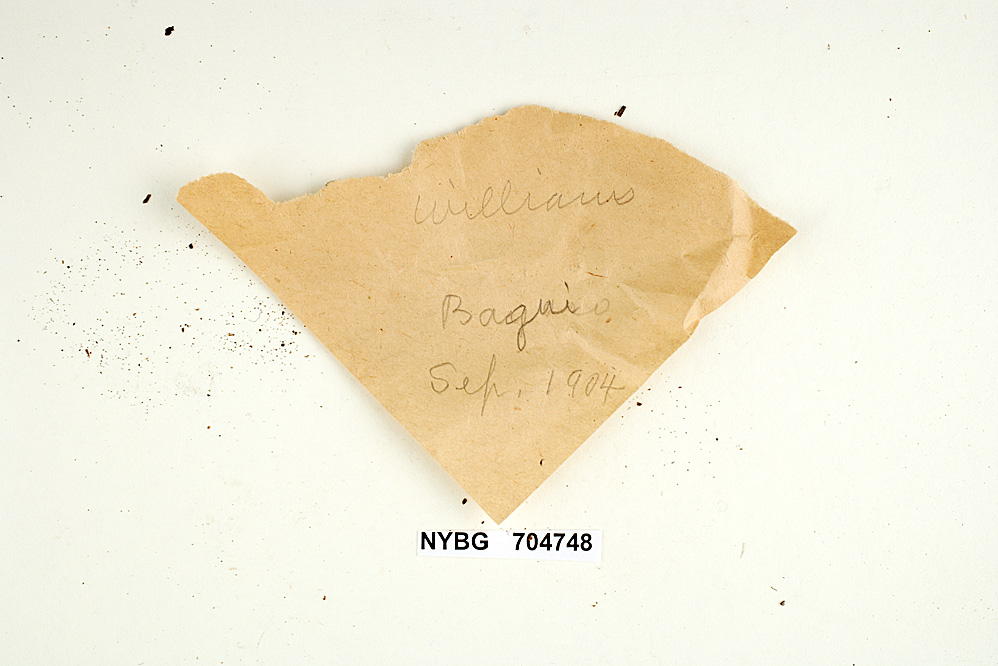 Williams
Baguio
Sep. 1904
NYBG 704748